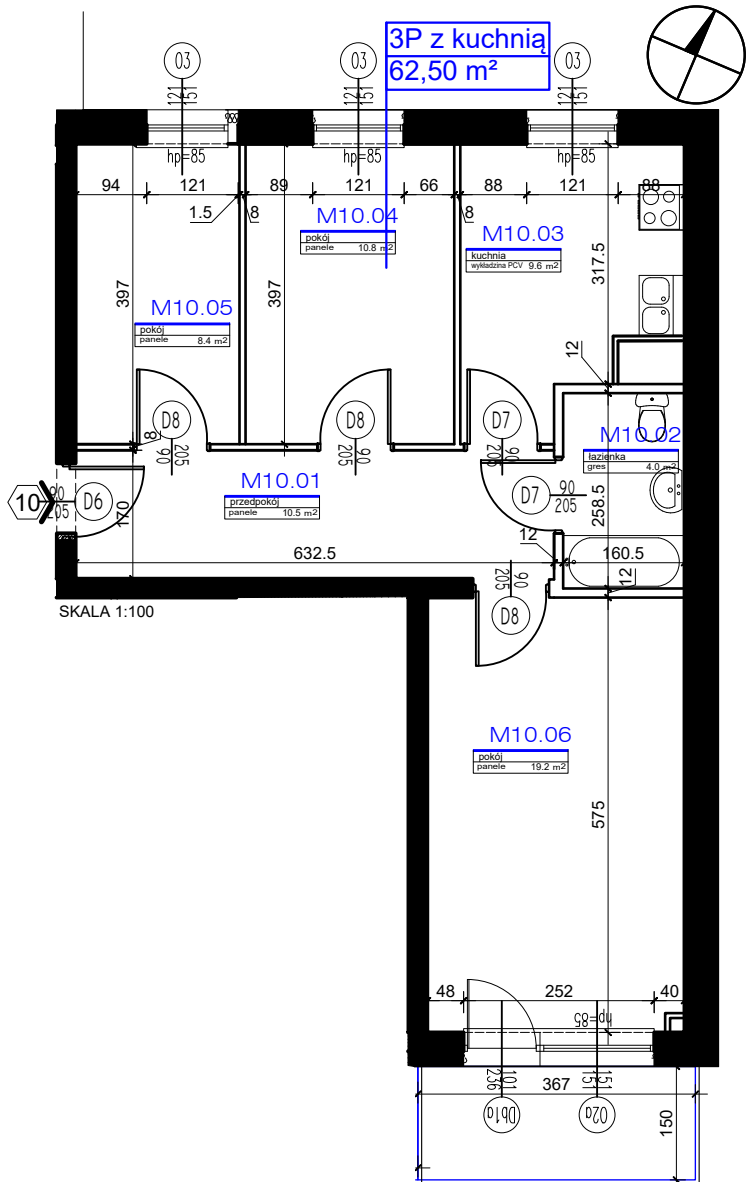 3P z kuchnią
62,50 m²
03
121
151
03
121
151
03
121
151
hp=85
hp=85
hp=85
94
121
89
121
66
88
121
88
1.5
8
8
M10.04
pokój
panele 10.8 m2
M10.03
kuchnia
wykładzina PCV 9.6 m2
397
397
317.5
M10.05
pokój
panele 8.4 m2
12
D8
90
205
D8
90
205
D7
90
205
8
M10.02
łazienka
gres 4.0 m2
M10.01
przedpokój
panele 10.5 m2
10
90
205
D6
170
D7
90
205
258.5
12
632.5
160.5
90
205
12
D8
SKALA 1:100
M10.06
pokój
panele 19.2 m2
575
48
252
40
hp=85
101
236
151
151
367
Db1a
02a
150